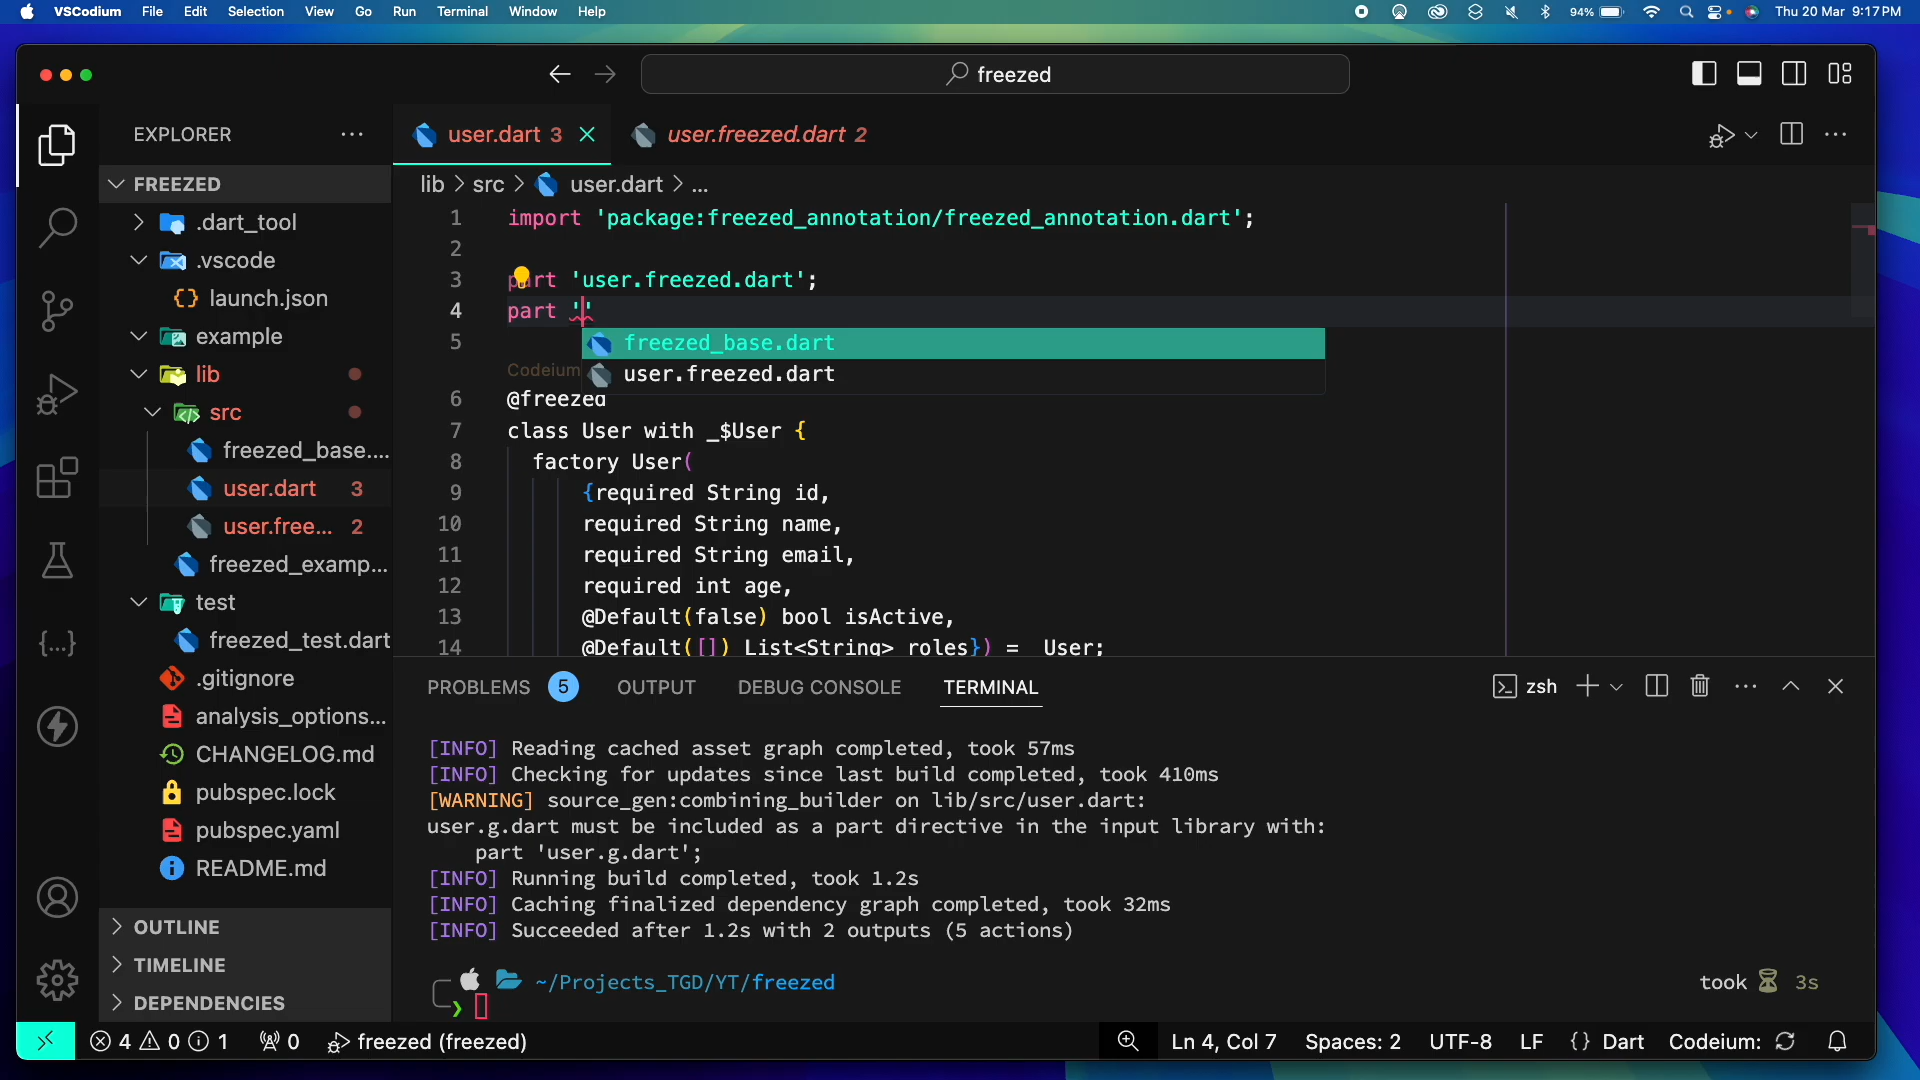 VSCodium File Edit Selection View Go Run Terminal Window Help
94% Thu 20 Mar 9:17 PM
freezed
EXPLORER
user.dart 3
user.freezed.dart 2
FREEZED
.dart_tool
.vscode
launch.json
example
lib
src
freezed_base....
user.dart 3
user.free... 2
freezed_examp...
test
freezed_test.dart
.gitignore
analysis_options...
CHANGELOG.md
pubspec.lock
pubspec.yaml
README.md
OUTLINE
TIMELINE
DEPENDENCIES
lib > src > user.dart > ...
1 import 'package:freezed_annotation/freezed_annotation.dart';
2
3 part 'user.freezed.dart';
4 part ''
5
freezed_base.dart
user.freezed.dart
Codeium
6 @freezed
7 class User with _$User {
8 factory User(
9 {required String id,
10 required String name,
11 required String email,
12 required int age,
13 @Default(false) bool isActive,
14 @Default([]) List<String> roles}) = _User;
PROBLEMS 5 OUTPUT DEBUG CONSOLE TERMINAL
zsh
[INFO] Reading cached asset graph completed, took 57ms
[INFO] Checking for updates since last build completed, took 410ms
[WARNING] source_gen:combining_builder on lib/src/user.dart:
user.g.dart must be included as a part directive in the input library with:
part 'user.g.dart';
[INFO] Running build completed, took 1.2s
[INFO] Caching finalized dependency graph completed, took 32ms
[INFO] Succeeded after 1.2s with 2 outputs (5 actions)
~/Projects_TGD/YT/freezed
took 3s
4 0 1 0 freezed (freezed)
Ln 4, Col 7 Spaces: 2 UTF-8 LF {} Dart Codeium: